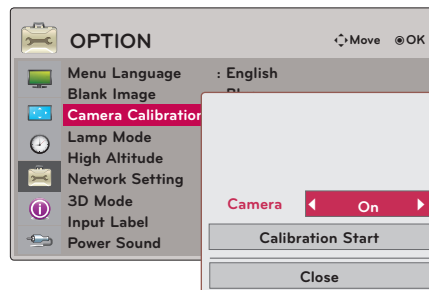 OPTION
Move
OK
Menu Language : English
Blank Image :
Camera Calibration
Lamp Mode
High Altitude
Network Setting
3D Mode
Input Label
Power Sound
Camera On
Calibration Start
Close